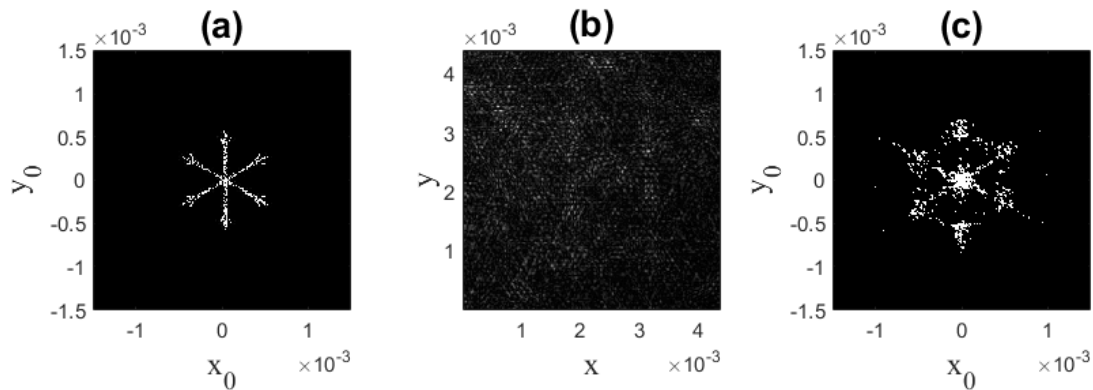 (a) (b) (c)
×10⁻³ ×10⁻³ ×10⁻³
1.5 1.5
4
1 1
0.5 3 0.5
y₀ 0 y y₀ 0
2
-0.5 -0.5
1
-1 -1
-1.5 -1.5
-1 0 1 1 2 3 4 -1 0 1
x₀ ×10⁻³ x ×10⁻³ x₀ ×10⁻³